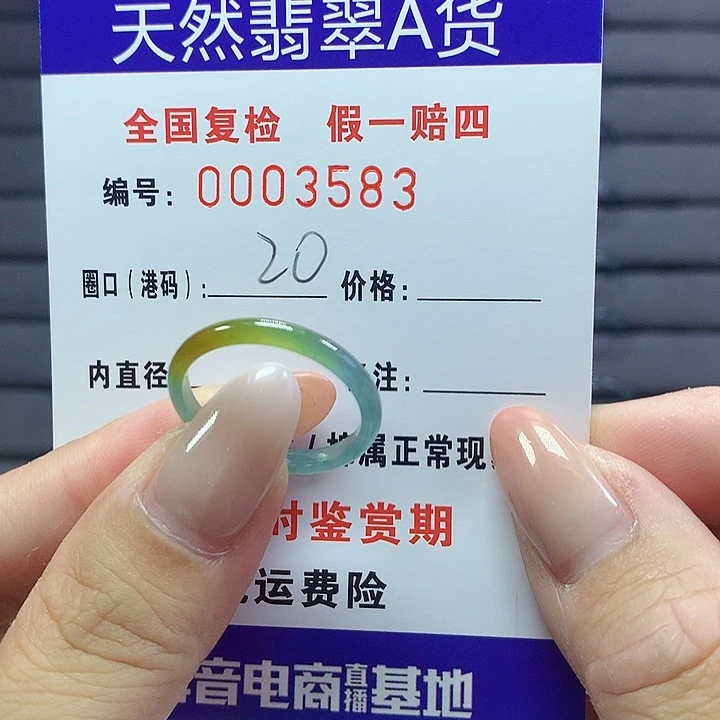 天然翡翠A货
全国复检 假一赔四
编号：0003583
圈口（港码）：20 价格：
内直径 注：
属正常现
时鉴赏期
运费险
音电商直播基地